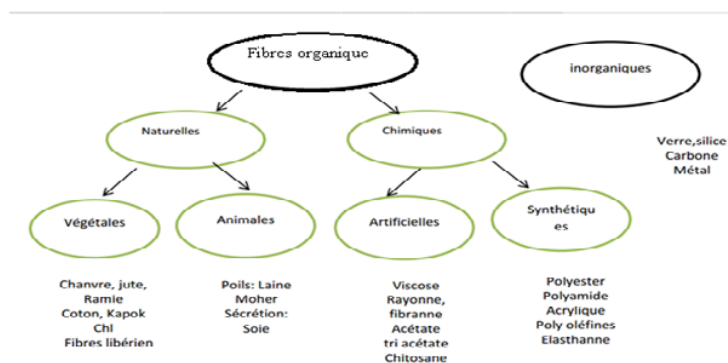 Fibres organique
inorganiques
Naturelles
Chimiques
Verre,silice
Carbone
Métal
Végétales
Animales
Artificielles
Synthétiqu
es
Chanvre, jute,
Ramie
Coton, Kapok
Chl
Fibres libérien
Poils: Laine
Moher
Sécrétion:
Soie
Viscose
Rayonne,
fibranne
Acétate
tri acétate
Chitosane
Polyester
Polyamide
Acrylique
Poly oléfines
Elasthanne